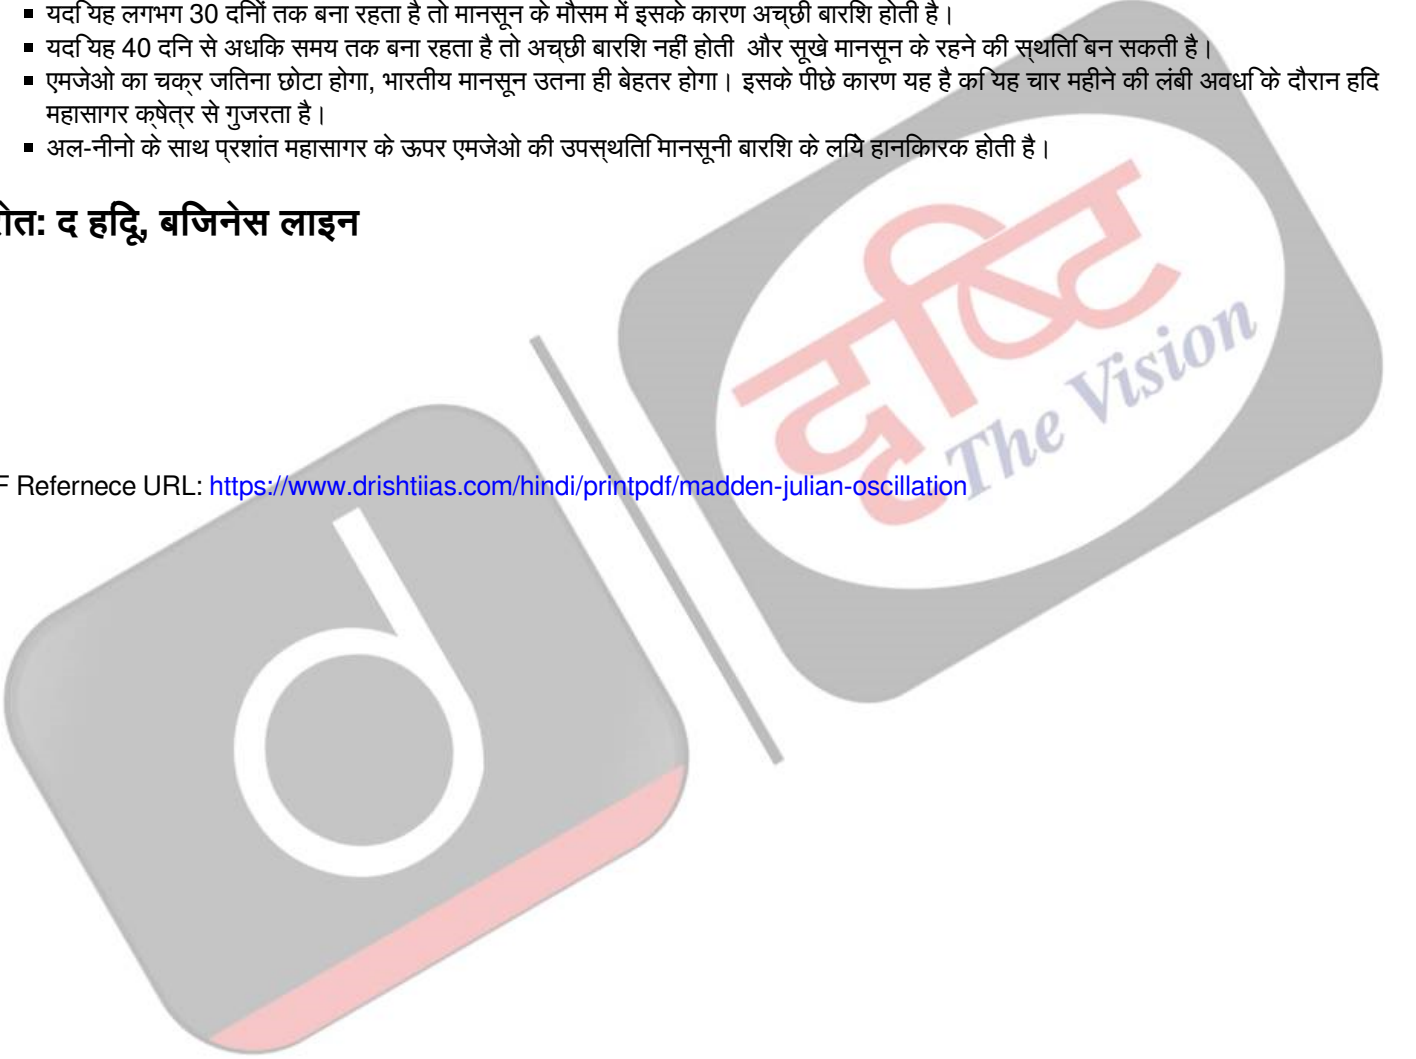 यदि यह लगभग 30 दिनों तक बना रहता है तो मानसून के मौसम में इसके कारण अच्छी बारिश होती है।
यदि यह 40 दिन से अधिक समय तक बना रहता है तो अच्छी बारिश नहीं होती और सूखे मानसून के रहने की स्थिति बन सकती है।
एमजेओ का चक्र जितना छोटा होगा, भारतीय मानसून उतना ही बेहतर होगा। इसके पीछे कारण यह है कि यह चार महीने की लंबी अवधि के दौरान हिंद
महासागर क्षेत्र से गुजरता है।
अल-नीनो के साथ प्रशांत महासागर के ऊपर एमजेओ की उपस्थिति मानसूनी बारिश के लिये हानिकारक होती है।
द हिंदू, बिजनेस लाइन
दृष्टि
The Vision
F Refernece URL: https://www.drishtiias.com/hindi/printpdf/madden-julian-oscillation
d